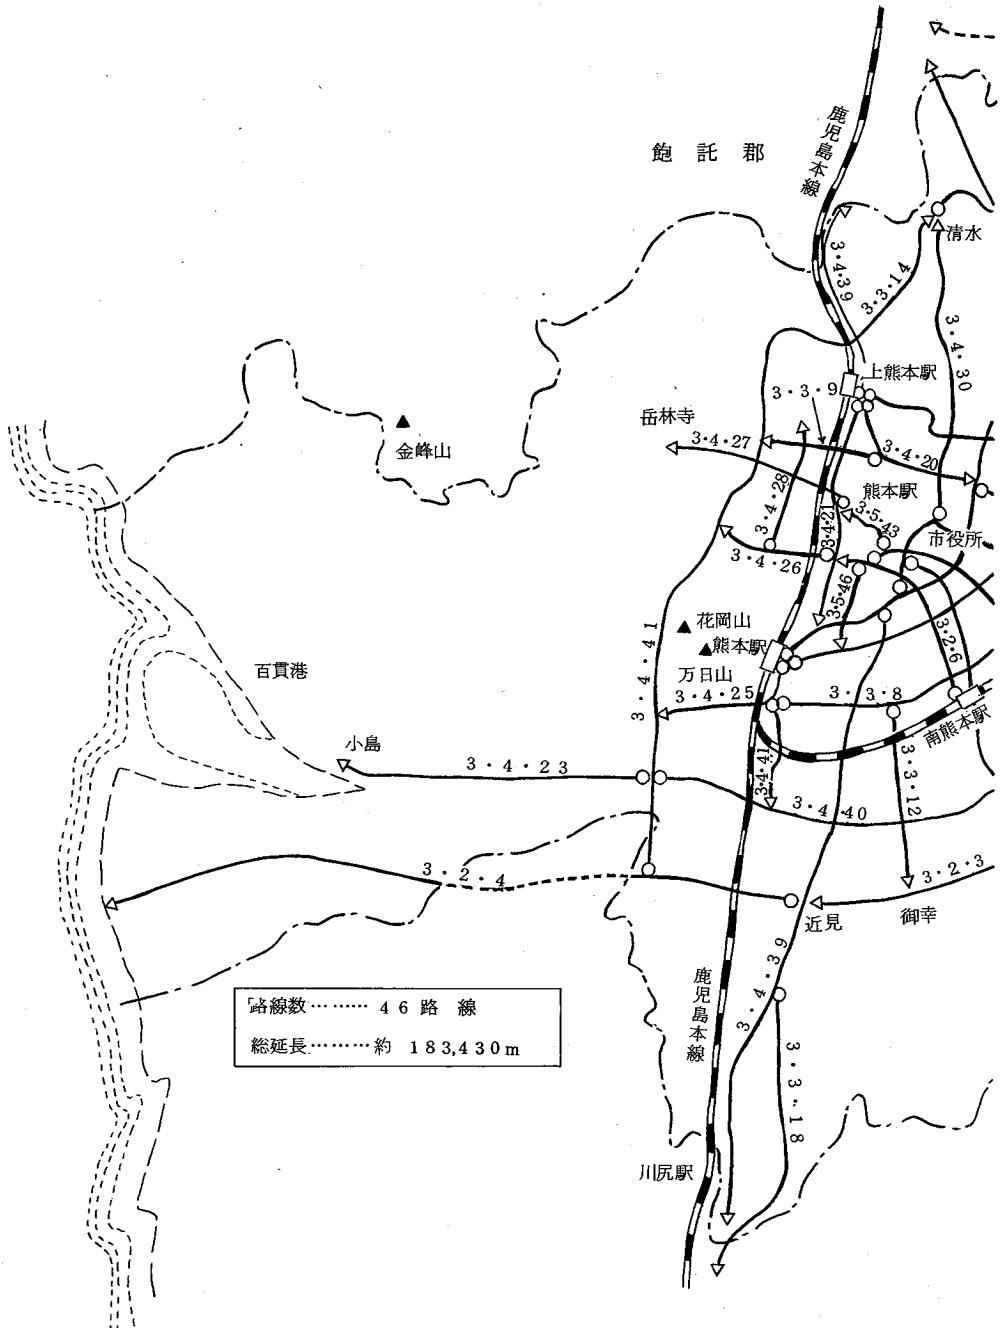 飽託郡
鹿児島本線
清水
3・4・39
3・3・14
3・4・30
上熊本駅
3・3・9
岳林寺
3・4・27
3・4・20
金峰山
3・4・28
熊本駅
3・4・21
3・5・43
市役所
3・4・26
3・5・46
花岡山
3・2・6
3・4・41
熊本駅
百貫港
万日山
3・4・25
3・3・8
南熊本駅
小島
3・4・23
3・4・41
3・3・12
3・4・40
3・2・4
3・2・3
近見
御幸
鹿児島本線
3・4・39
路線数………46路線
総延長………約 183,430m
3・3・18
川尻駅